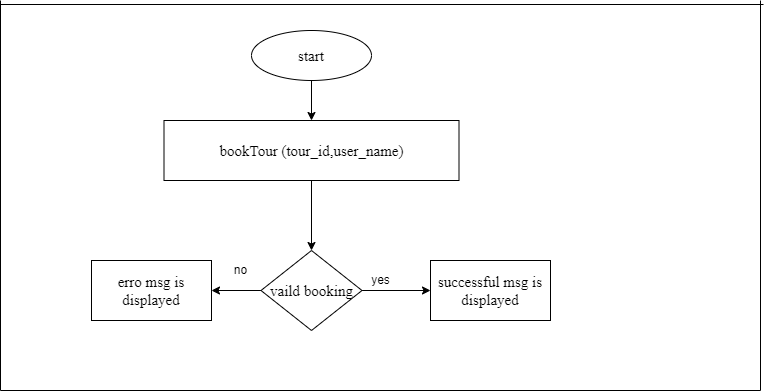 start
bookTour (tour_id,user_name)
no
yes
erro msg is
displayed
vaild booking
successful msg is
displayed